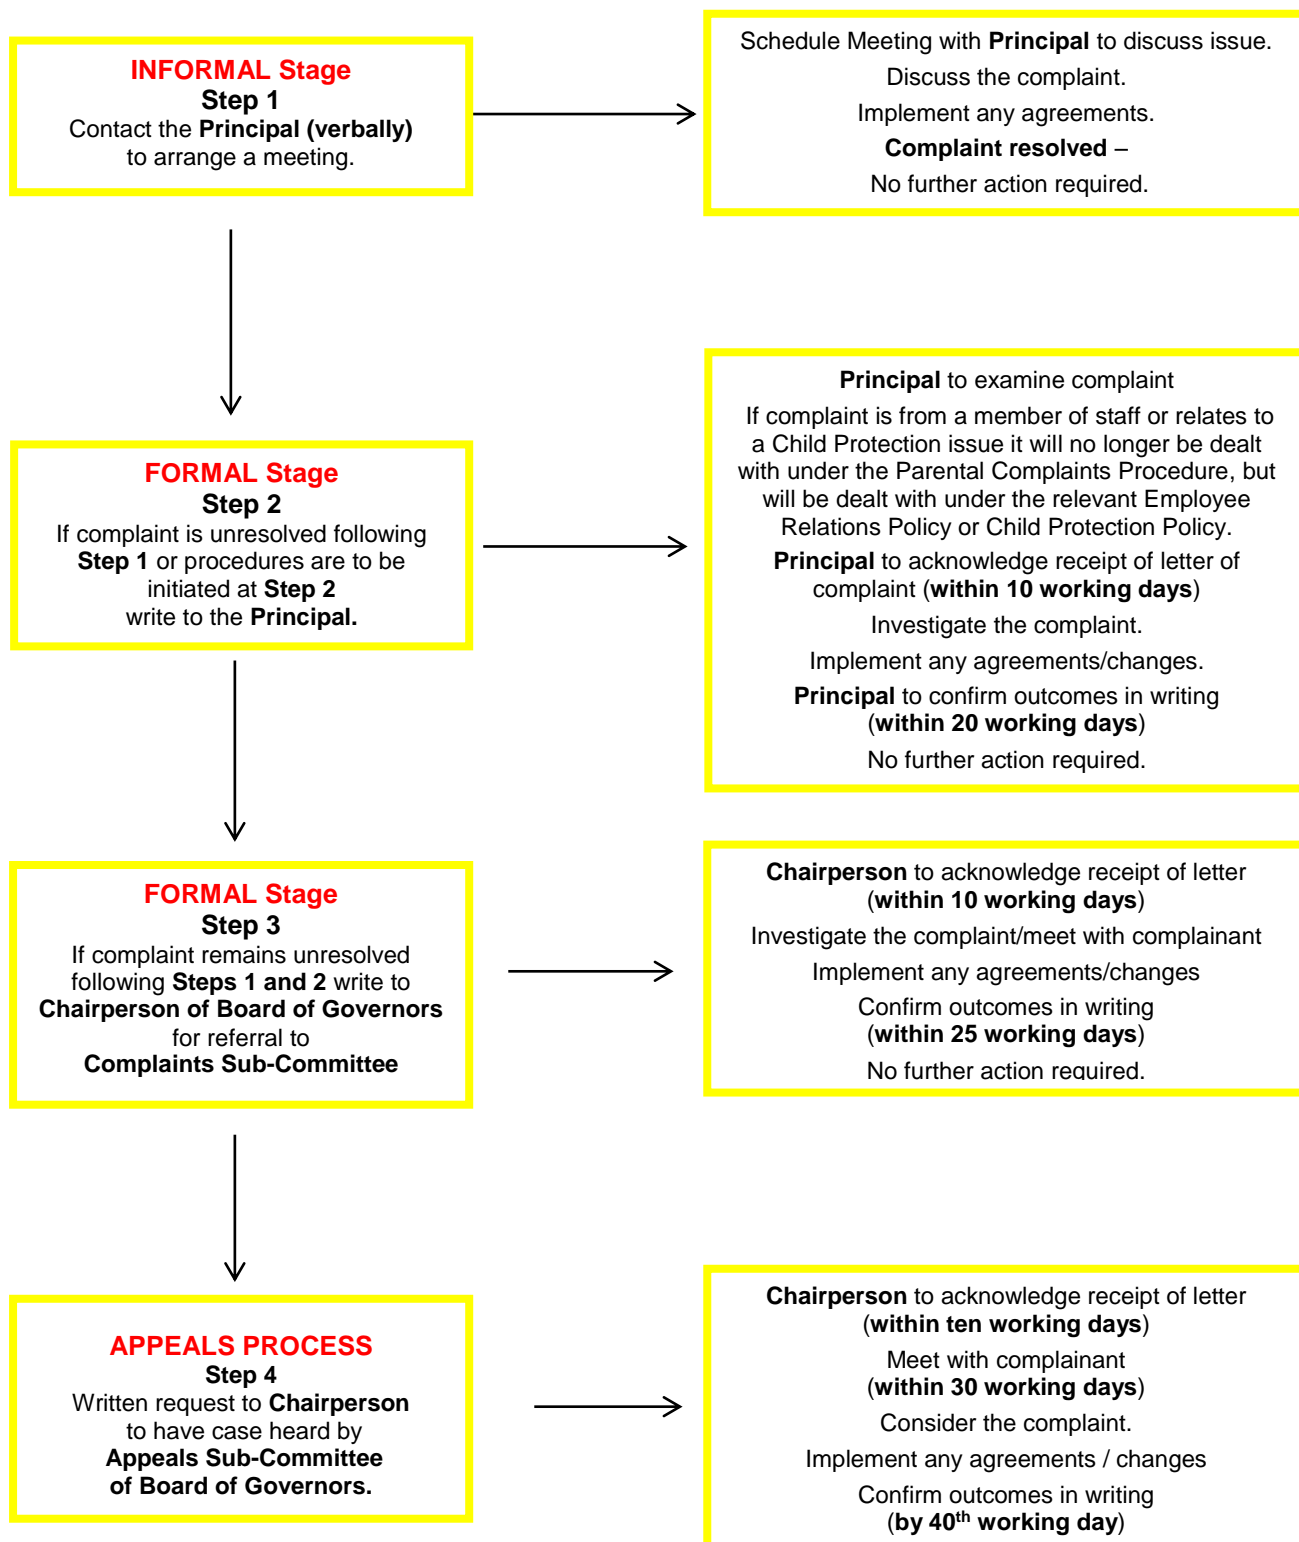 INFORMAL Stage
Step 1
Contact the Principal (verbally)
to arrange a meeting.
Schedule Meeting with Principal to discuss issue.
Discuss the complaint.
Implement any agreements.
Complaint resolved –
No further action required.
FORMAL Stage
Step 2
If complaint is unresolved following
Step 1 or procedures are to be
initiated at Step 2
write to the Principal.
Principal to examine complaint
If complaint is from a member of staff or relates to
a Child Protection issue it will no longer be dealt
with under the Parental Complaints Procedure, but
will be dealt with under the relevant Employee
Relations Policy or Child Protection Policy.
Principal to acknowledge receipt of letter of
complaint (within 10 working days)
Investigate the complaint.
Implement any agreements/changes.
Principal to confirm outcomes in writing
(within 20 working days)
No further action required.
FORMAL Stage
Step 3
If complaint remains unresolved
following Steps 1 and 2 write to
Chairperson of Board of Governors
for referral to
Complaints Sub-Committee
Chairperson to acknowledge receipt of letter
(within 10 working days)
Investigate the complaint/meet with complainant
Implement any agreements/changes
Confirm outcomes in writing
(within 25 working days)
No further action required.
APPEALS PROCESS
Step 4
Written request to Chairperson
to have case heard by
Appeals Sub-Committee
of Board of Governors.
Chairperson to acknowledge receipt of letter
(within ten working days)
Meet with complainant
(within 30 working days)
Consider the complaint.
Implement any agreements / changes
Confirm outcomes in writing
(by 40th working day)